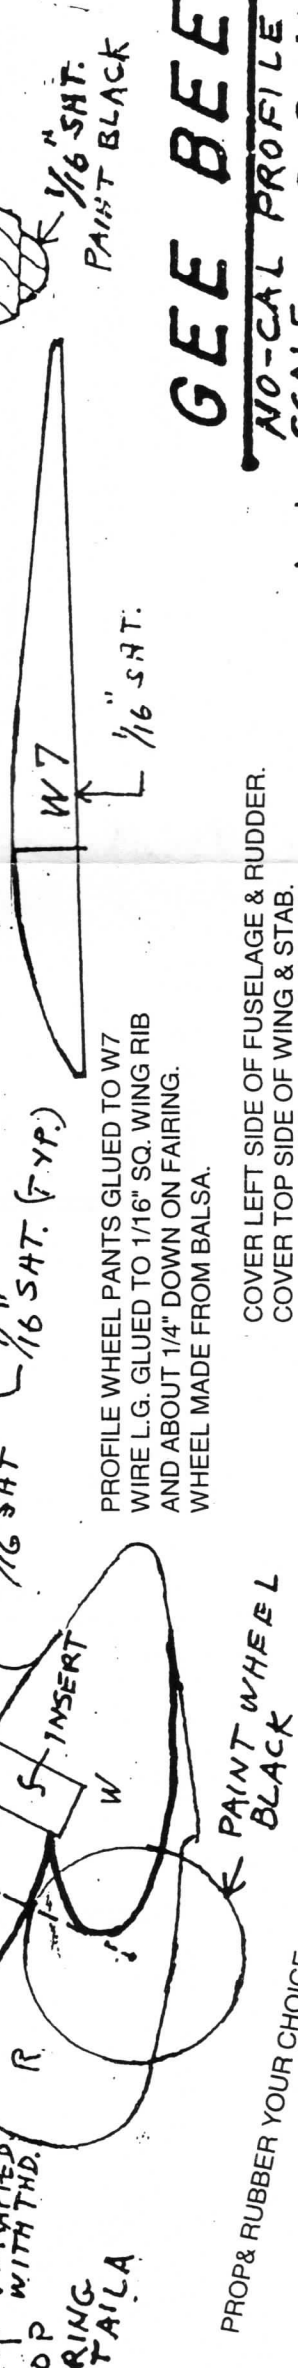 1/16" SHT.
PAINT BLACK
GEE BEE
NO-CAL PROFILE
W7
1/16" SHT.
1/16 SHT. (TYP.)
1/16 SHT
PROFILE WHEEL PANTS GLUED TO W7
WIRE L.G. GLUED TO 1/16" SQ. WING RIB
AND ABOUT 1/4" DOWN ON FAIRING.
WHEEL MADE FROM BALSA.
COVER LEFT SIDE OF FUSELAGE & RUDDER.
COVER TOP SIDE OF WING & STAB.
INSERT
W
R
PAINT WHEEL
BLACK
WITH THD.
PROP& RUBBER YOUR CHOICE